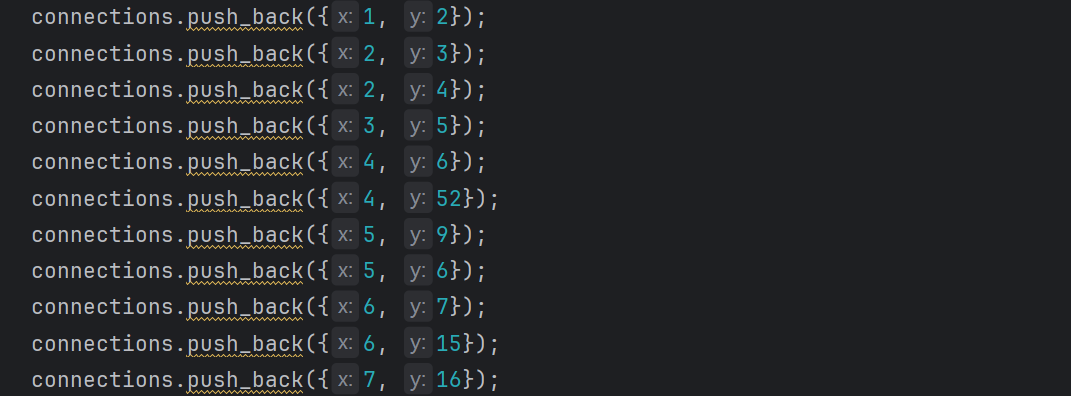 connections.push_back({x: 1, y: 2});
connections.push_back({x: 2, y: 3});
connections.push_back({x: 2, y: 4});
connections.push_back({x: 3, y: 5});
connections.push_back({x: 4, y: 6});
connections.push_back({x: 4, y: 52});
connections.push_back({x: 5, y: 9});
connections.push_back({x: 5, y: 6});
connections.push_back({x: 6, y: 7});
connections.push_back({x: 6, y: 15});
connections.push_back({x: 7, y: 16});